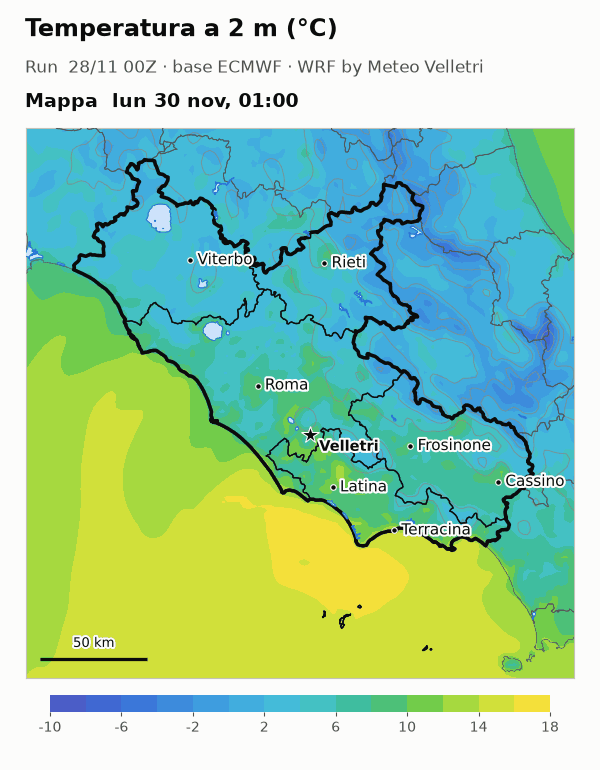 Temperatura a 2 m (°C)
Run  28/11 00Z · base ECMWF · WRF by Meteo Velletri
Mappa  lun 30 nov, 01:00
Viterbo
Rieti
Roma
Velletri
Frosinone
Cassino
Latina
Terracina
50 km
-10 -6 -2 2 6 10 14 18